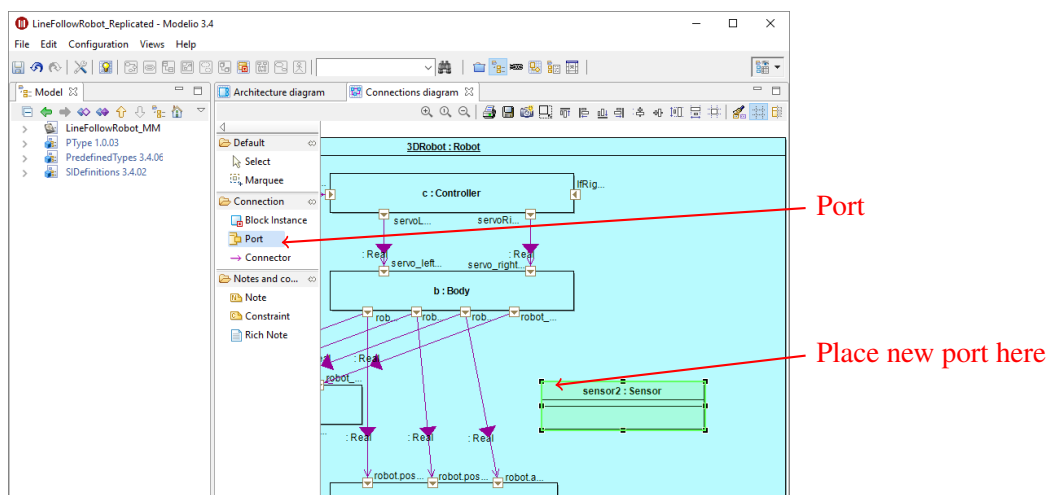 LineFollowRobot_Replicated - Modelio 3.4
File Edit Configuration Views Help
Model
Architecture diagram
Connections diagram
LineFollowRobot_MM
PType 1.0.03
PredefinedTypes 3.4.06
SIDefinitions 3.4.02
Default
Select
Marquee
Connection
Block Instance
Port
Connector
Notes and co...
Note
Constraint
Rich Note
3DRobot : Robot
lfRig...
c : Controller
servoL...
servoRi...
: Real
: Real
servo_left...
servo_right...
b : Body
rob...
rob...
rob...
robot_...
: Real
robot_...
sensor2 : Sensor
: Real
: Real
: Real
robot.pos...
robot.pos...
robot.a...
Port
Place new port here